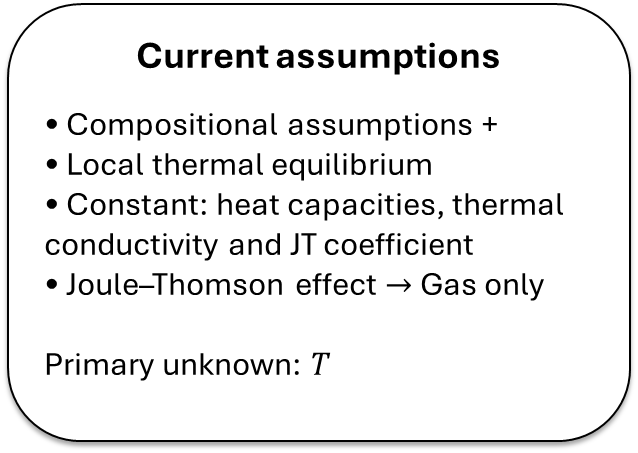 Current assumptions
• Compositional assumptions +
• Local thermal equilibrium
• Constant: heat capacities, thermal
conductivity and JT coefficient
• Joule–Thomson effect → Gas only
Primary unknown: T